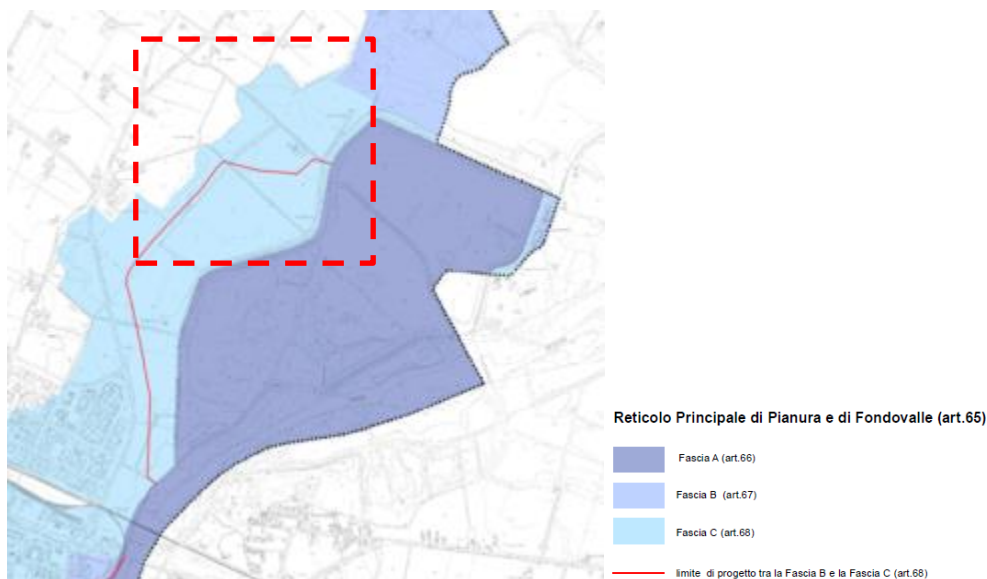 Reticolo Principale di Pianura e di Fondovalle (art.65)
Fascia A (art.66)
Fascia B (art.67)
Fascia C (art.68)
limite di progetto tra la Fascia B e la Fascia C (art.68)